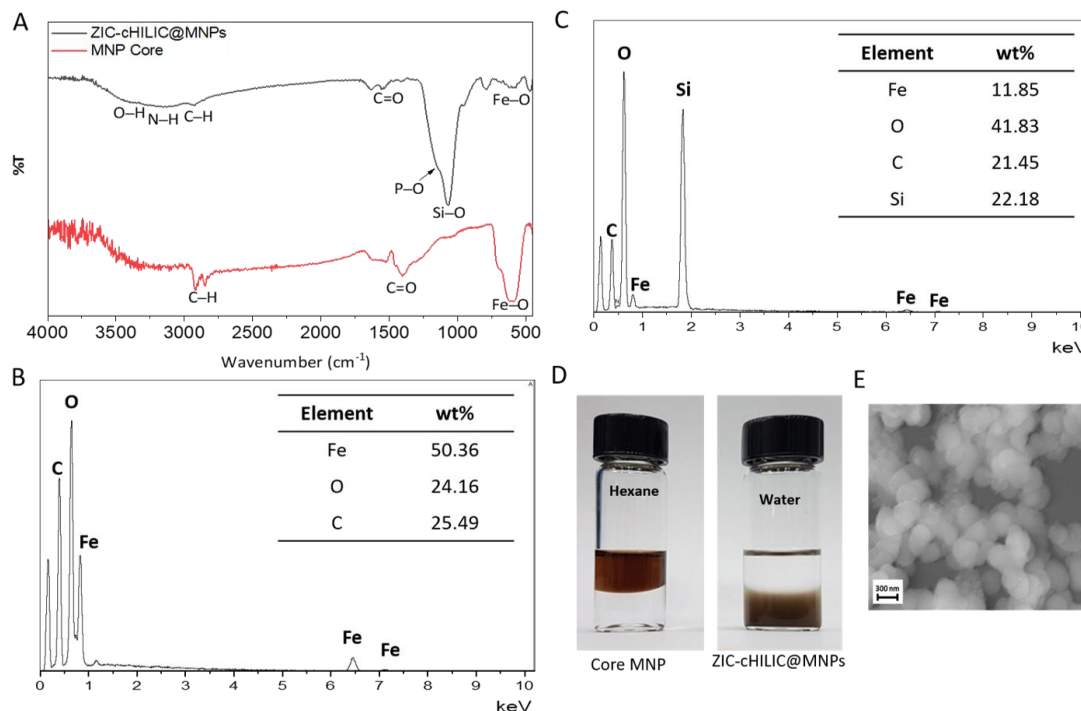 A
ZIC-cHILIC@MNPs
MNP Core
O–H
N–H
C–H
C=O
Fe–O
P–O
Si–O
C–H
C=O
Fe–O
%T
4000 3500 3000 2500 2000 1500 1000 500
Wavenumber (cm⁻¹)
C
O
Si
C
Fe
Fe
Fe
Element wt%
Fe 11.85
O 41.83
C 21.45
Si 22.18
0 1 2 3 4 5 6 7 8 9 10
keV
B
O
C
Fe
Fe
Fe
Element wt%
Fe 50.36
O 24.16
C 25.49
0 1 2 3 4 5 6 7 8 9 10
keV
D
Hexane
Water
Core MNP
ZIC-cHILIC@MNPs
E
300 nm